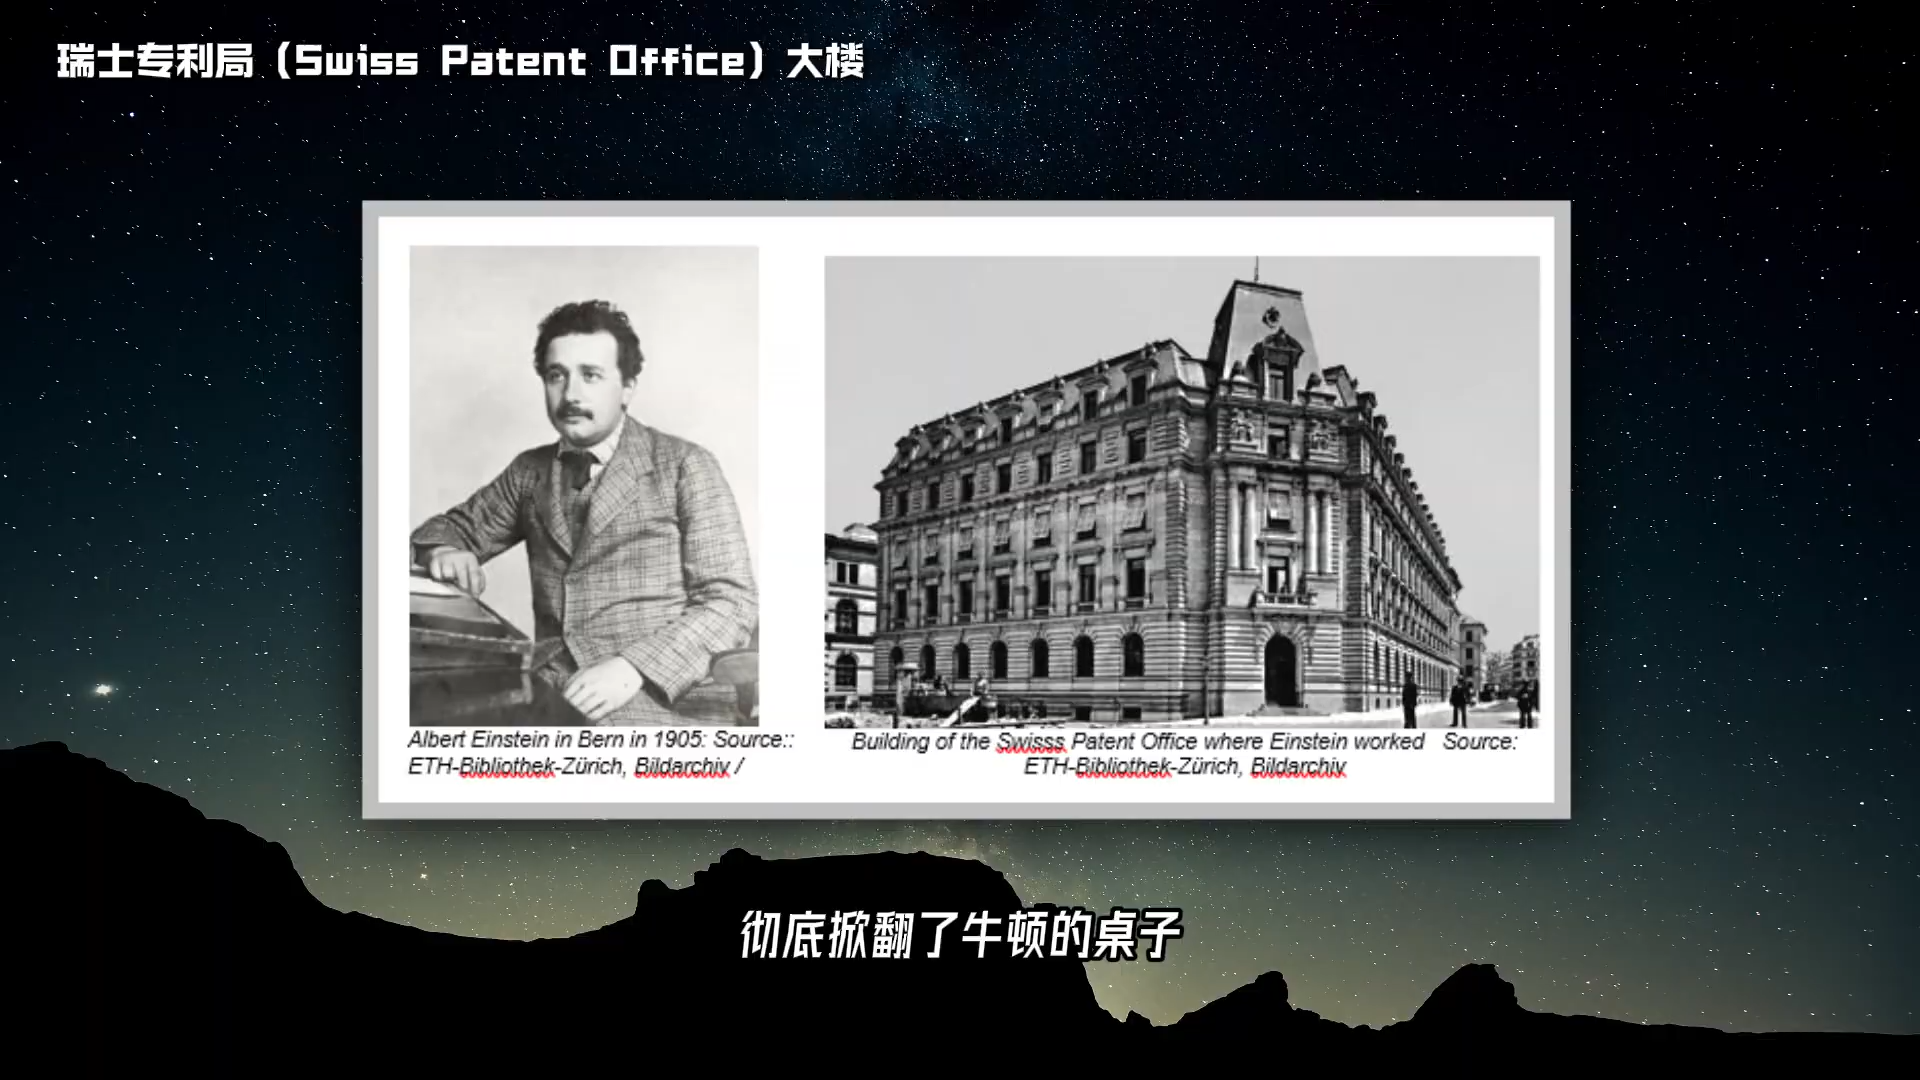 瑞士专利局（Swiss Patent Office）大楼
Albert Einstein in Bern in 1905: Source::
ETH-Bibliothek-Zürich, Bildarchiv /
Building of the Swisss Patent Office where Einstein worked Source:
ETH-Bibliothek-Zürich, Bildarchiv
彻底掀翻了牛顿的桌子